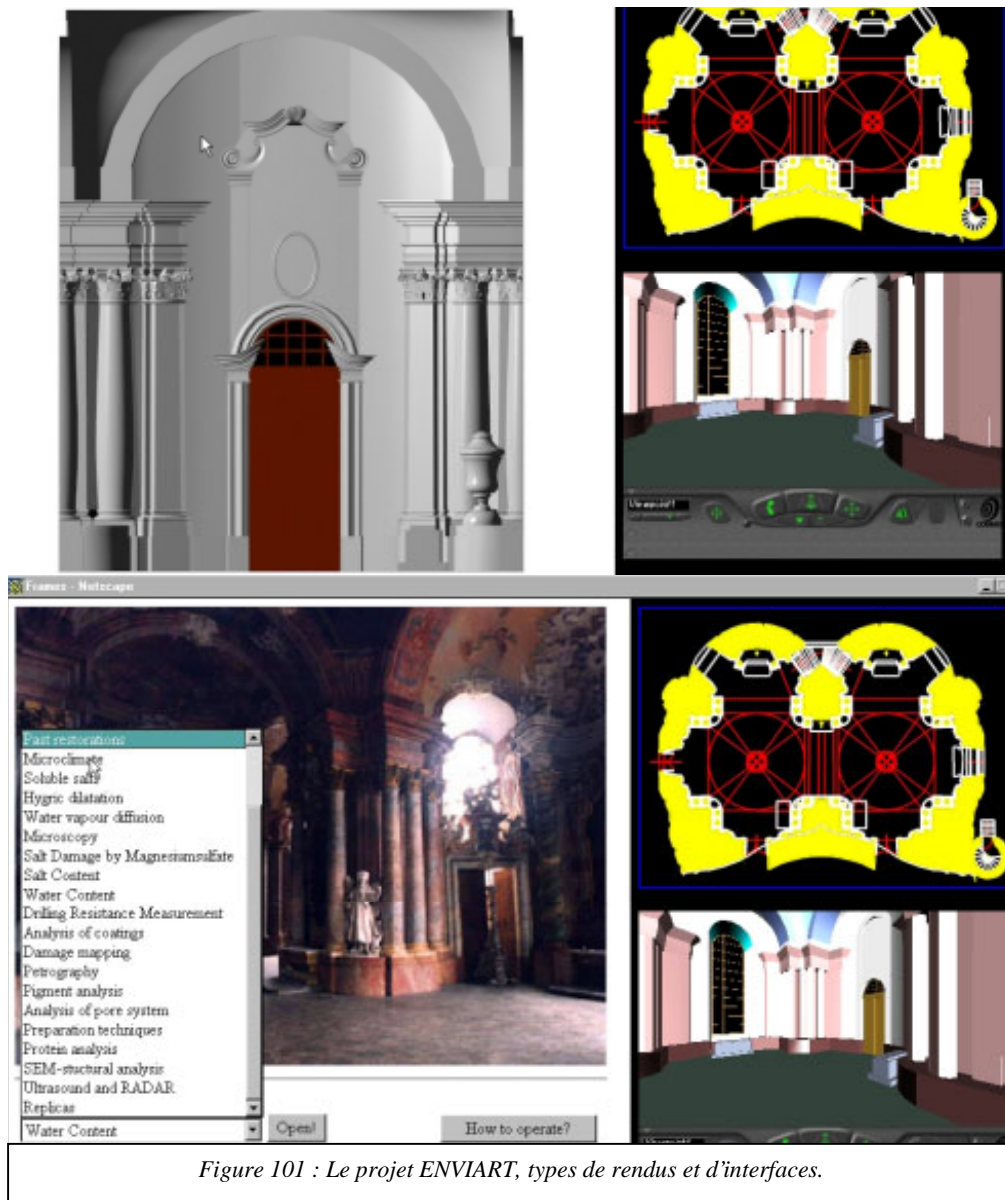 Viewpoint1
Frames - Netscape
Past restorations
Microclimate
Soluble salts
Hygric dilatation
Water vapour diffusion
Microscopy
Salt Damage by Magnesiumsulfate
Salt Content
Water Content
Drilling Resistance Measurement
Analysis of coatings
Damage mapping
Petrography
Pigment analysis
Analysis of pore system
Preparation techniques
Protein analysis
SEM-stuctural analysis
Ultrasound and RADAR
Replicas
Water Content
Open!
How to operate?
Figure 101 : Le projet ENVIART, types de rendus et d'interfaces.